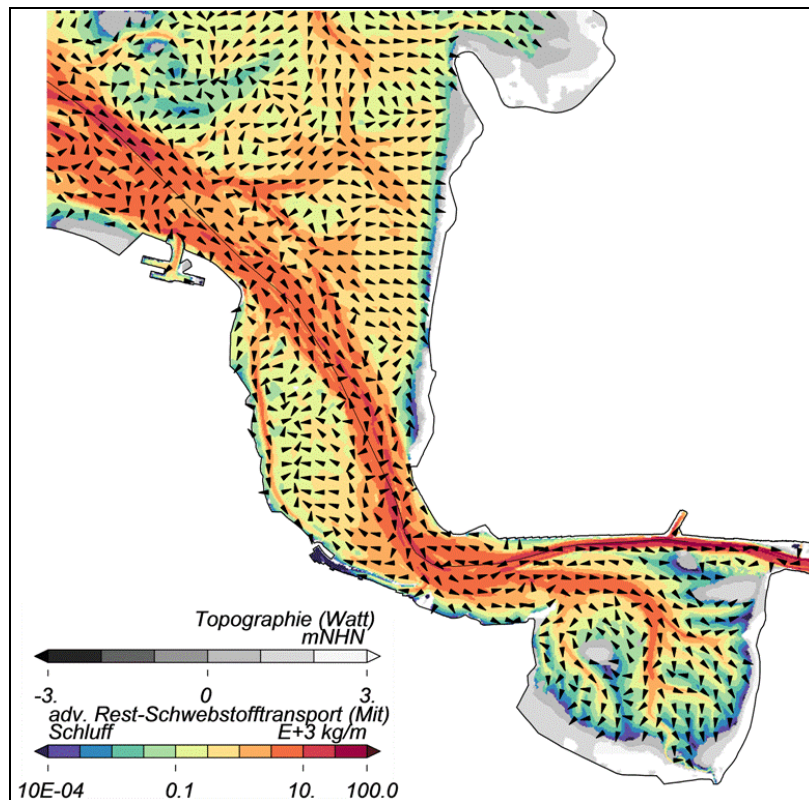 Topographie (Watt)
mNHN
-3. 0 3.
adv. Rest-Schwebstofftransport (Mit)
Schluff E+3 kg/m
10E-04 0.1 10. 100.0